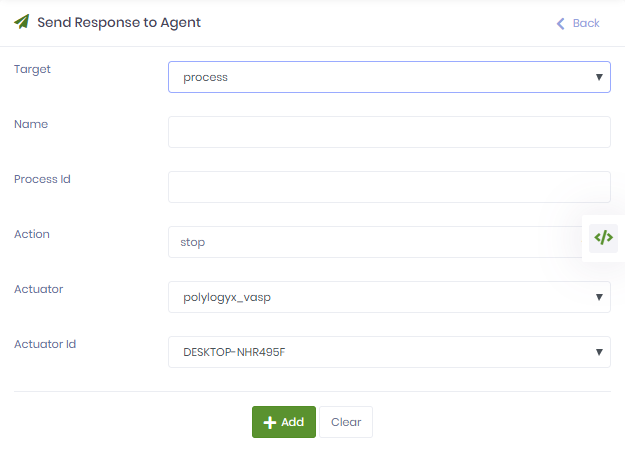 Send Response to Agent
Back
Target
process
Name
Process Id
Action
stop
Actuator
polylogyx_vasp
Actuator Id
DESKTOP-NHR495F
Add
Clear